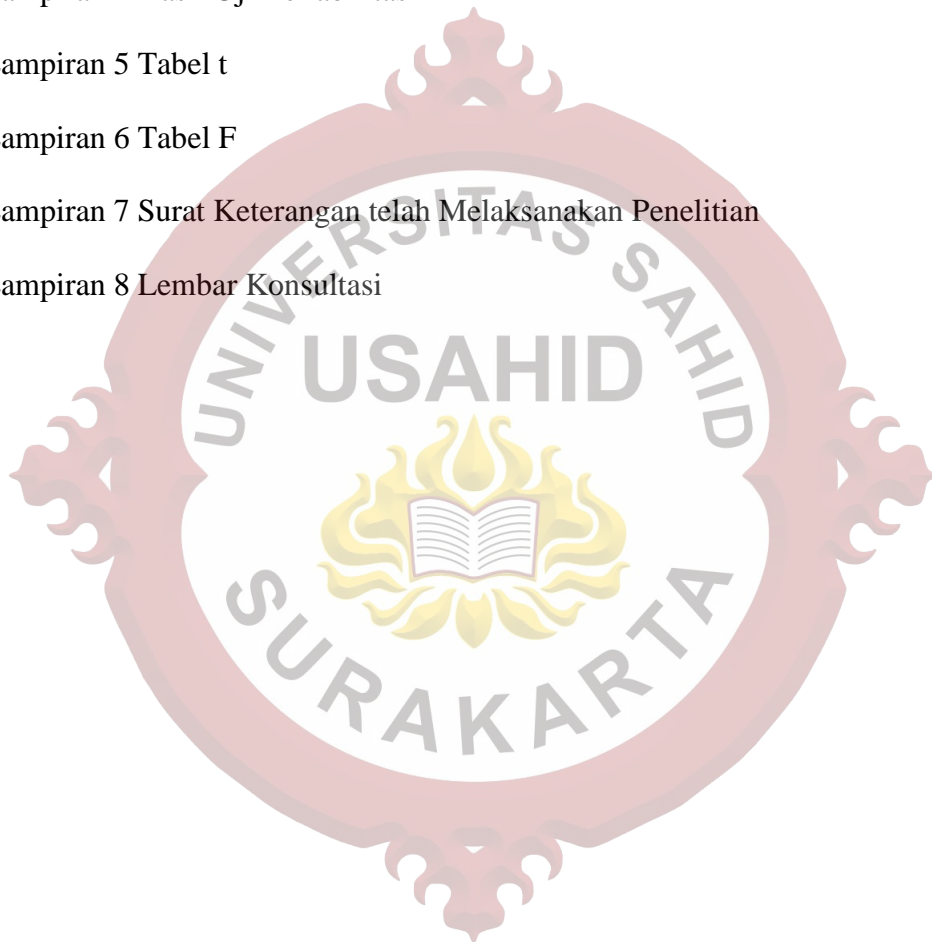 ampiran 5 Tabel t
ampiran 6 Tabel F
ampiran 7 Surat Keterangan telah Melaksanakan Penelitian
ampiran 8 Lembar Konsultasi
UNIVERSITAS SAHID
USAHID
SURAKARTA